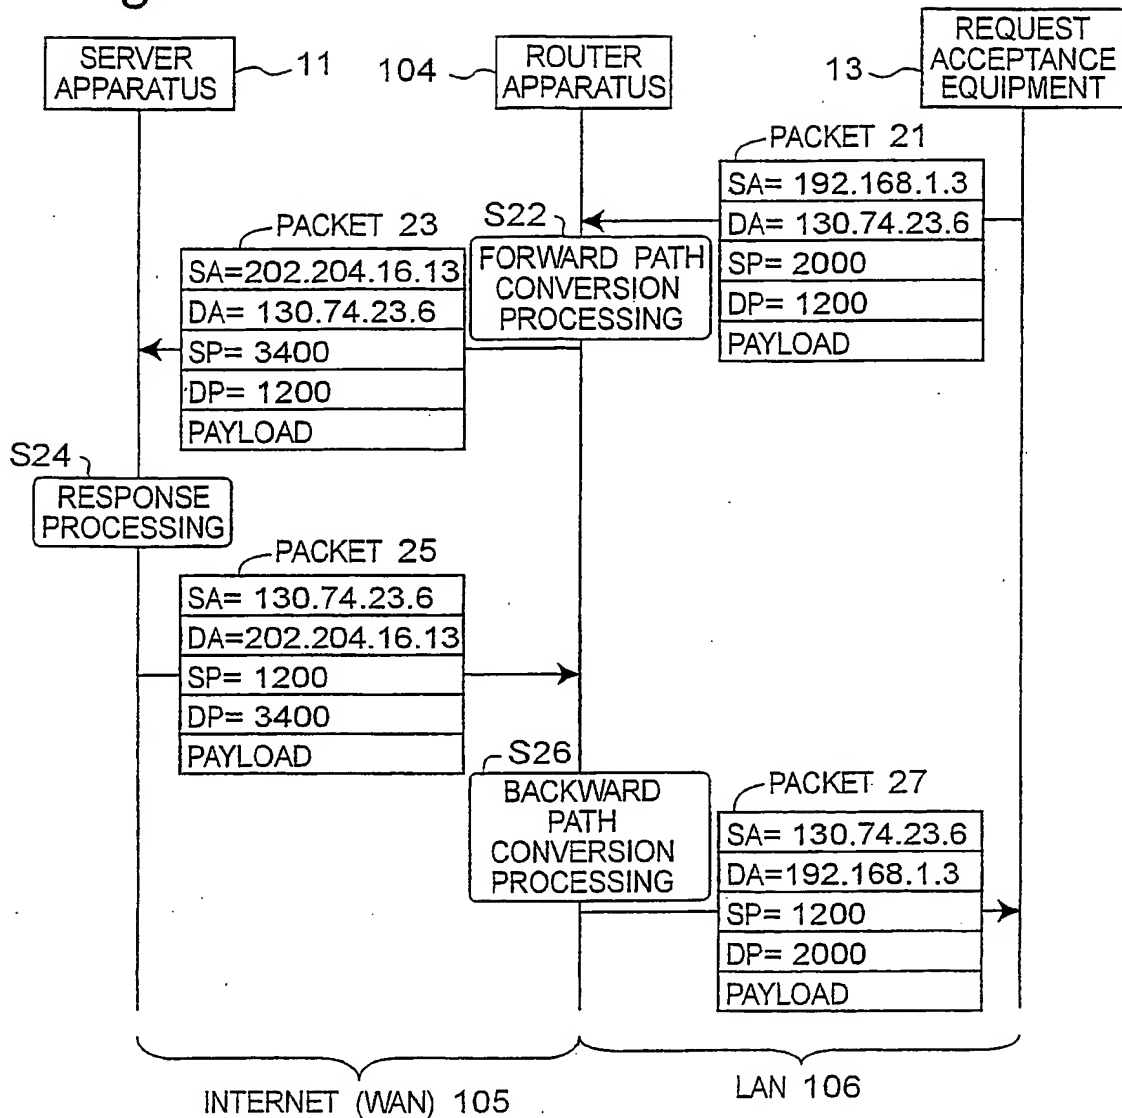 SERVER
APPARATUS
11
104
ROUTER
APPARATUS
13
REQUEST
ACCEPTANCE
EQUIPMENT
PACKET 21
SA= 192.168.1.3
DA= 130.74.23.6
SP= 2000
DP= 1200
PAYLOAD
S22
FORWARD PATH
CONVERSION
PROCESSING
PACKET 23
SA=202.204.16.13
DA= 130.74.23.6
SP= 3400
DP= 1200
PAYLOAD
S24
RESPONSE
PROCESSING
PACKET 25
SA= 130.74.23.6
DA=202.204.16.13
SP= 1200
DP= 3400
PAYLOAD
S26
BACKWARD
PATH
CONVERSION
PROCESSING
PACKET 27
SA= 130.74.23.6
DA=192.168.1.3
SP= 1200
DP= 2000
PAYLOAD
INTERNET (WAN) 105
LAN 106